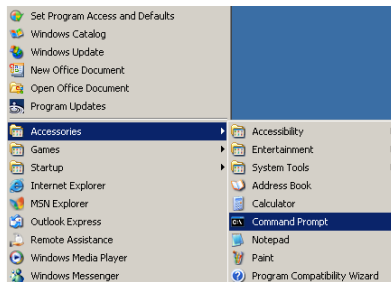 Set Program Access and Defaults
Windows Catalog
Windows Update
New Office Document
Open Office Document
Program Updates
Accessories
Games
Startup
Internet Explorer
MSN Explorer
Outlook Express
Remote Assistance
Windows Media Player
Windows Messenger
Accessibility
Entertainment
System Tools
Address Book
Calculator
Command Prompt
Notepad
Paint
Program Compatibility Wizard